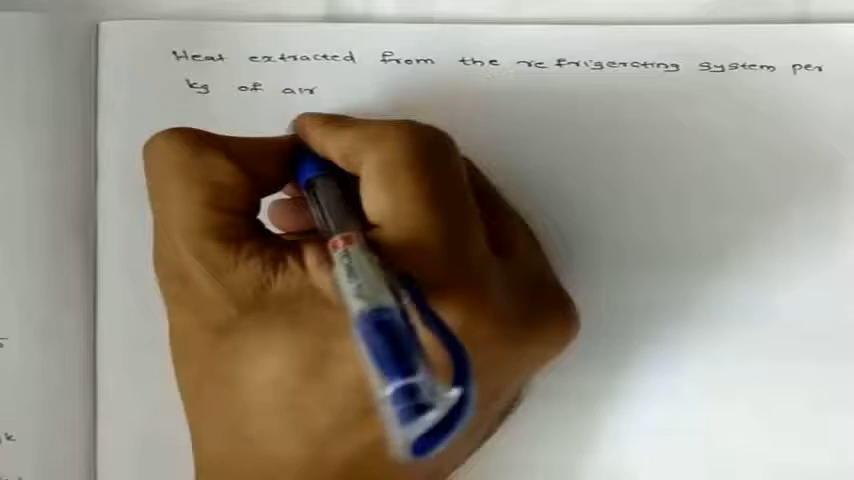 Heat extracted from the refrigerating system per
kg of air